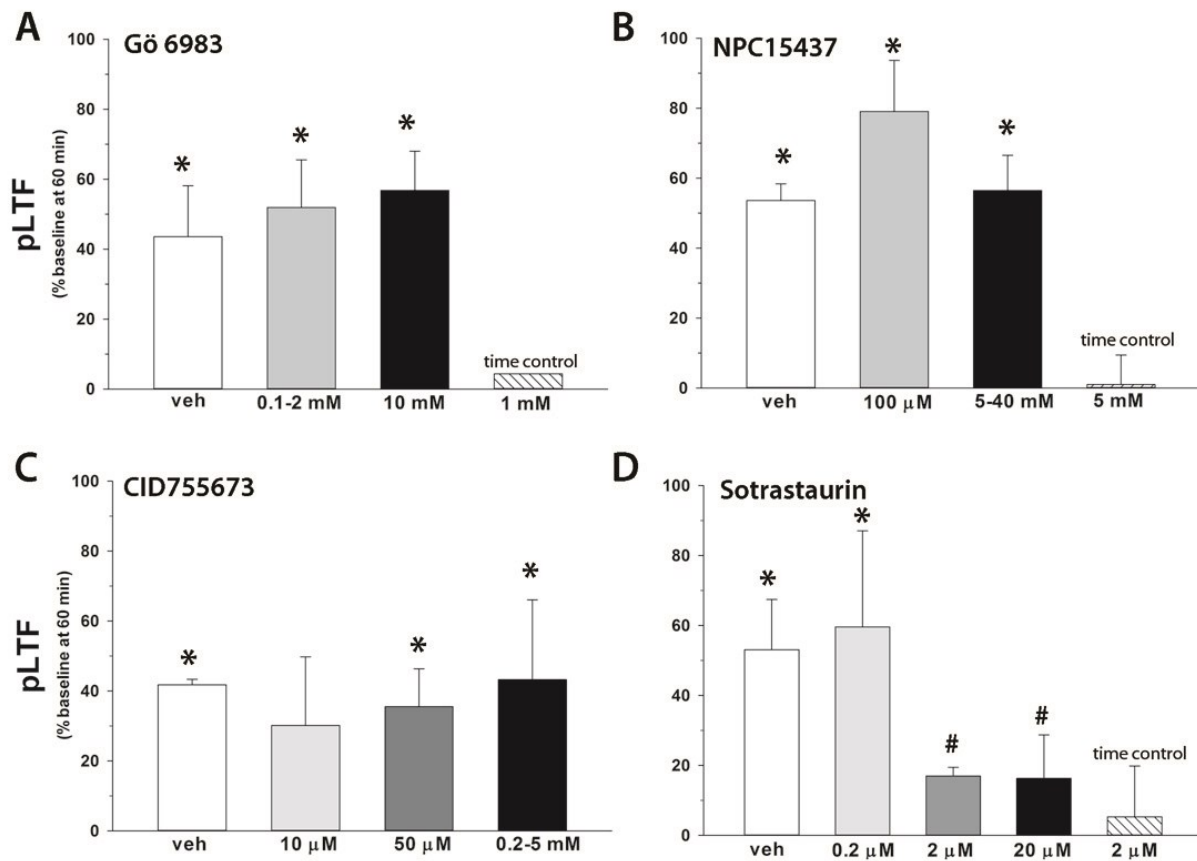 A
Gö 6983
pLTF
(% baseline at 60 min)
100
80
60
40
20
0
*
*
*
time control
veh
0.1-2 mM
10 mM
1 mM
B
NPC15437
100
80
60
40
20
0
*
*
*
time control
veh
100 μM
5-40 mM
5 mM
C
CID755673
pLTF
(% baseline at 60 min)
100
80
60
40
20
0
*
*
*
veh
10 μM
50 μM
0.2-5 mM
D
Sotrastaurin
100
80
60
40
20
0
*
*
#
#
time control
veh
0.2 μM
2 μM
20 μM
2 μM